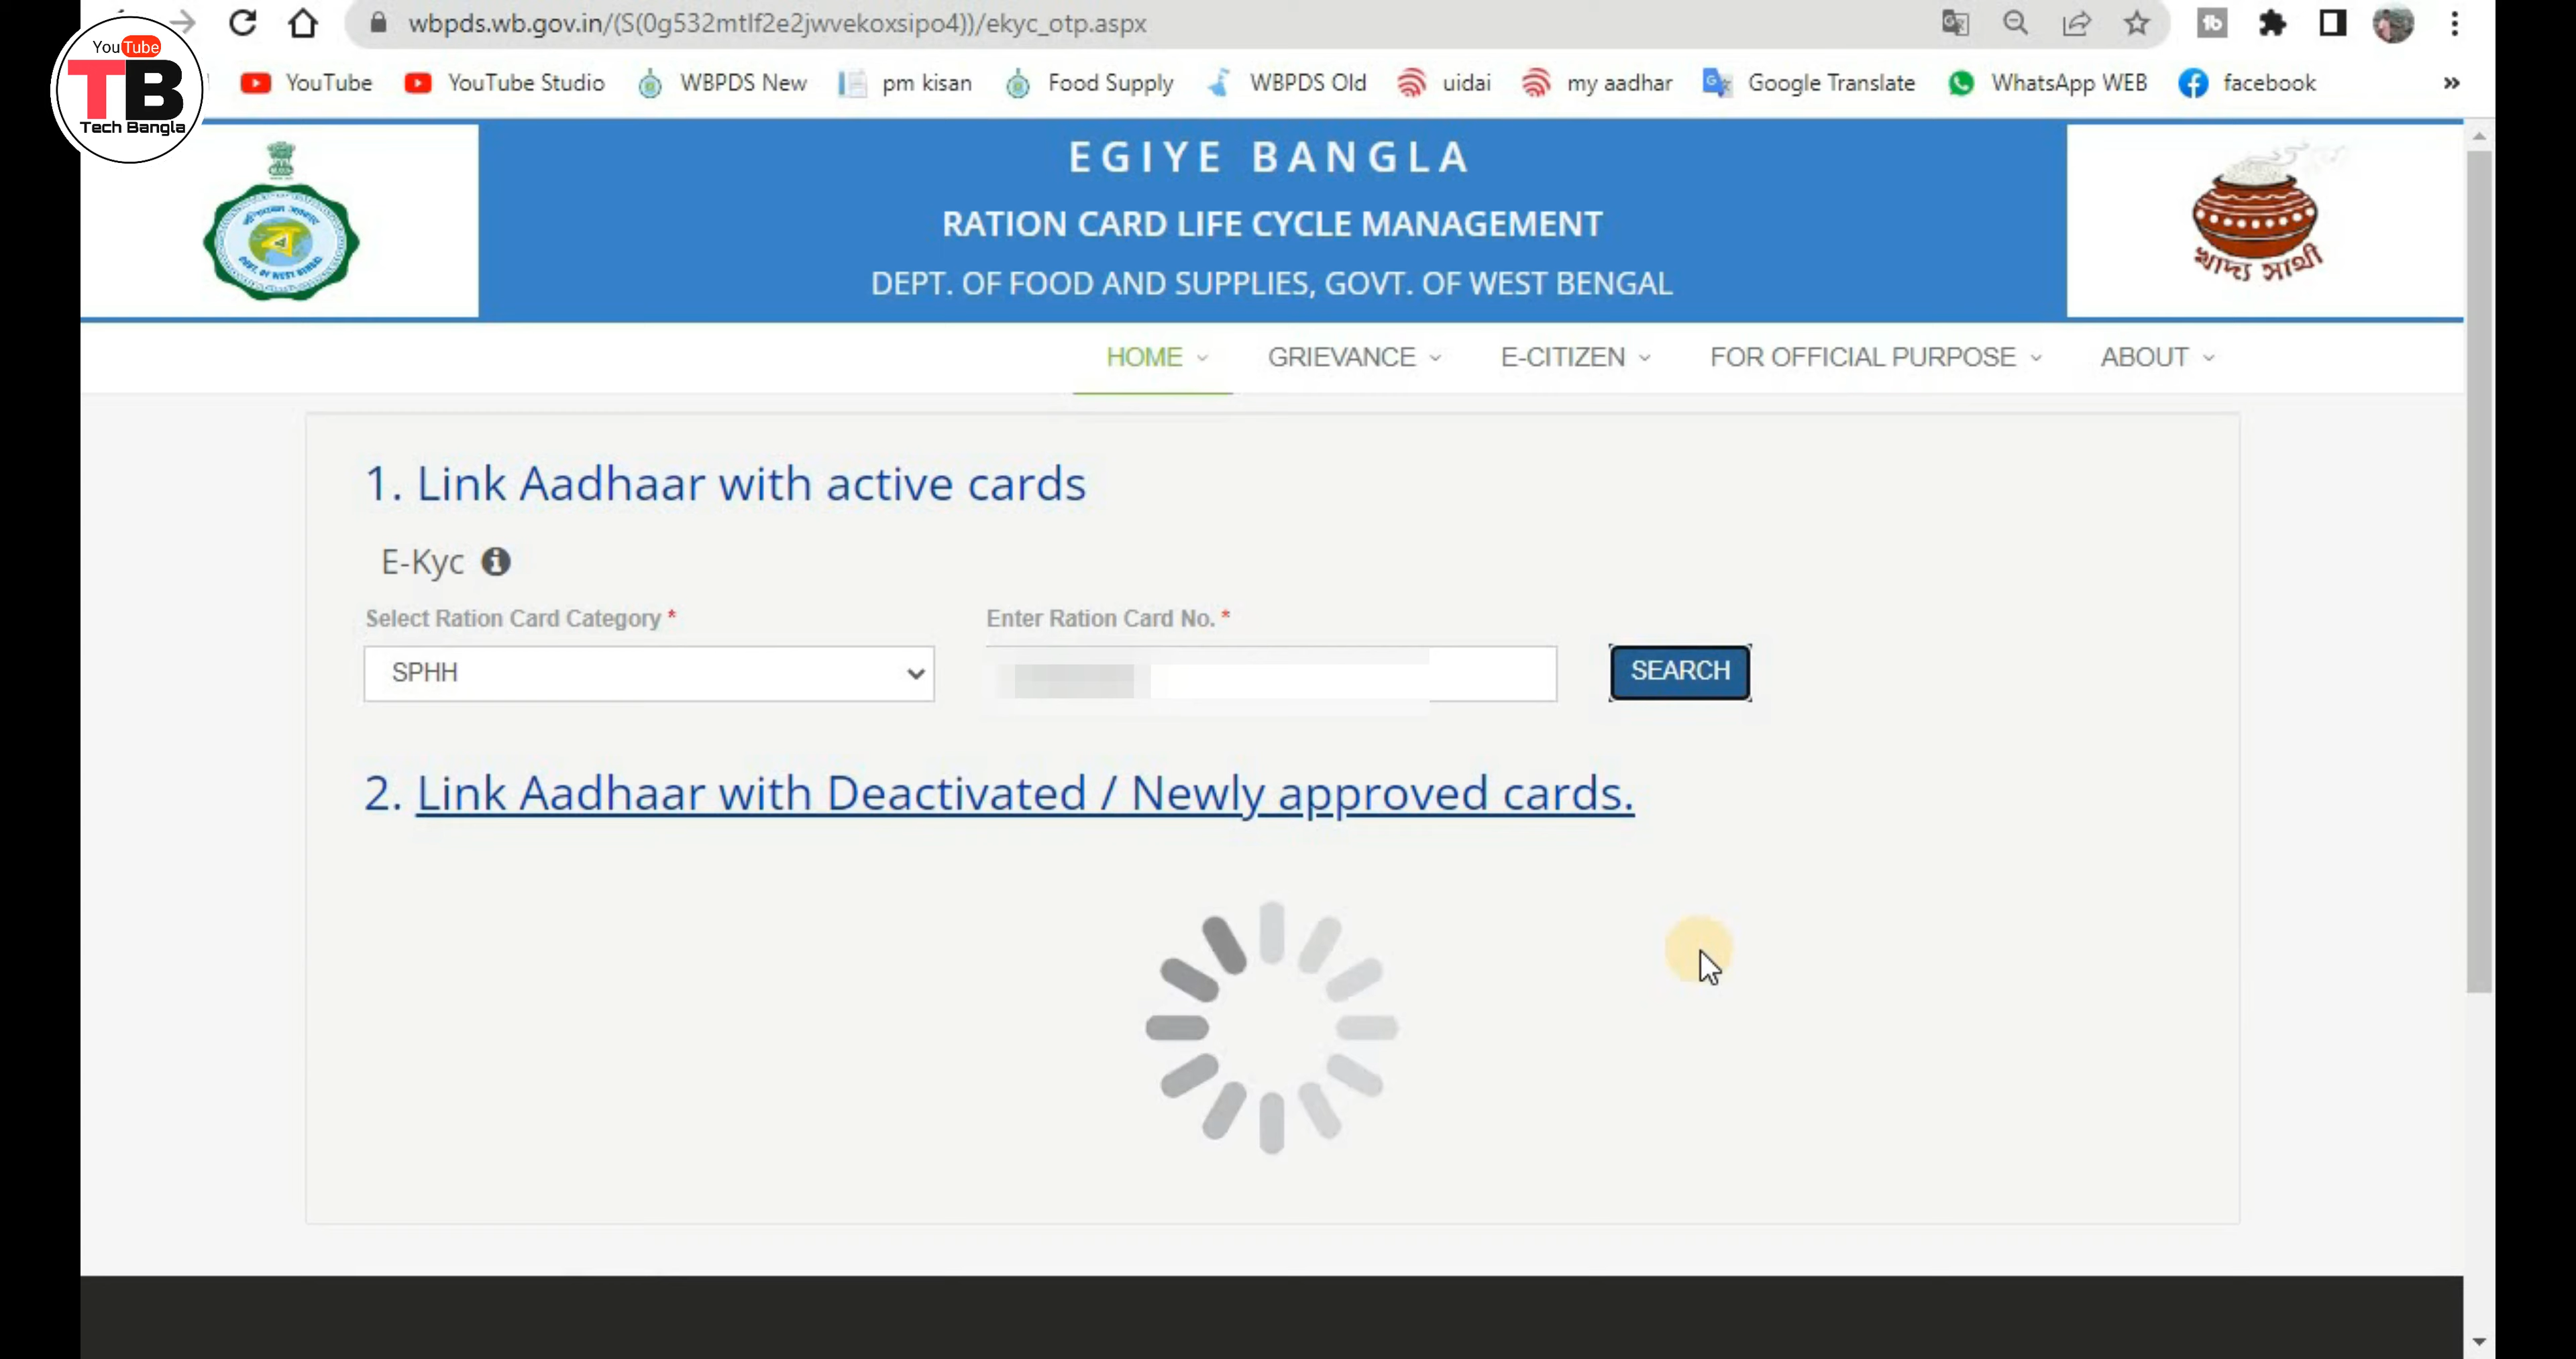 wbpds.wb.gov.in/(S(0g532mtlf2e2jwvekoxsipo4))/ekyc_otp.aspx
YouTube
TB
Tech Bangla
YouTube YouTube Studio WBPDS New pm kisan Food Supply WBPDS Old uidai my aadhar Google Translate WhatsApp WEB facebook »
EGIYE BANGLA
RATION CARD LIFE CYCLE MANAGEMENT
DEPT. OF FOOD AND SUPPLIES, GOVT. OF WEST BENGAL
খাদ্য সাথী
HOME GRIEVANCE E-CITIZEN FOR OFFICIAL PURPOSE ABOUT
1. Link Aadhaar with active cards
E-Kyc
Select Ration Card Category * Enter Ration Card No. *
SPHH SEARCH
2. Link Aadhaar with Deactivated / Newly approved cards.